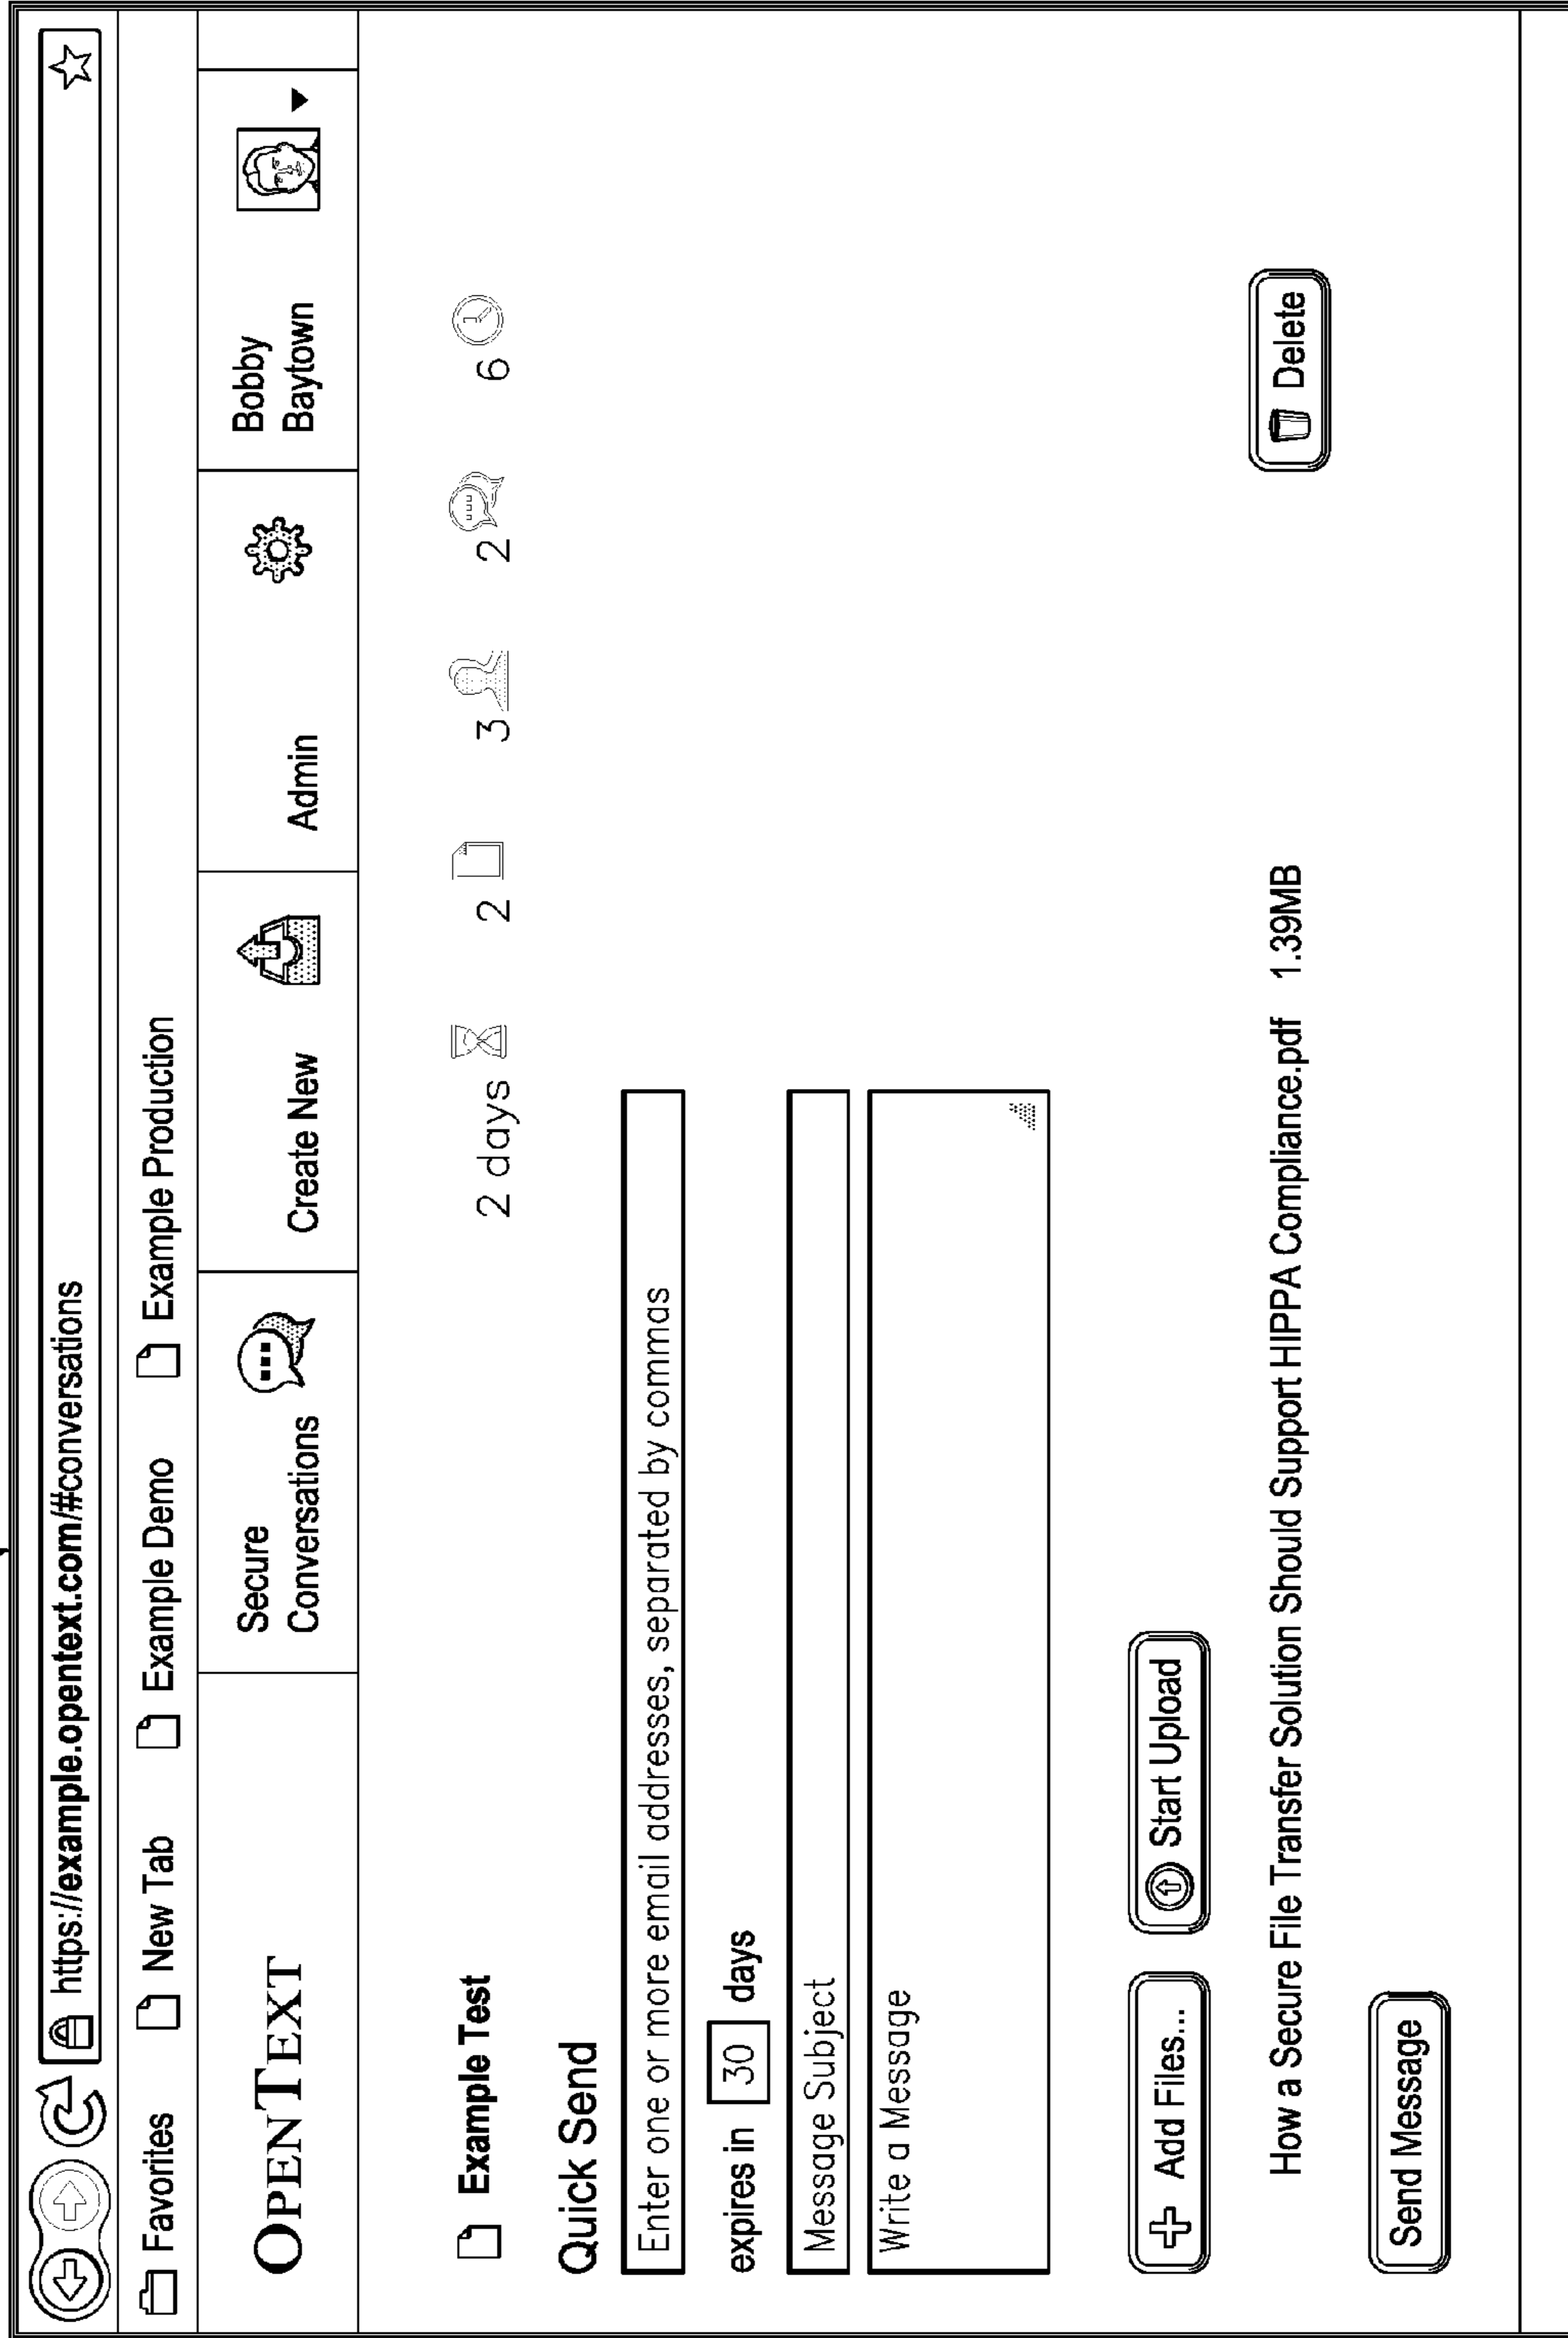 https://example.opentext.com/#conversations
Favorites New Tab Example Demo Example Production
OPENTEXT
Secure Conversations
Create New
Admin
Bobby Baytown
Example Test
2 days 2 3 2 6
Quick Send
Enter one or more email addresses, separated by commas
expires in 30 days
Message Subject
Write a Message
Add Files... Start Upload
How a Secure File Transfer Solution Should Support HIPPA Compliance.pdf 1.39MB Delete
Send Message